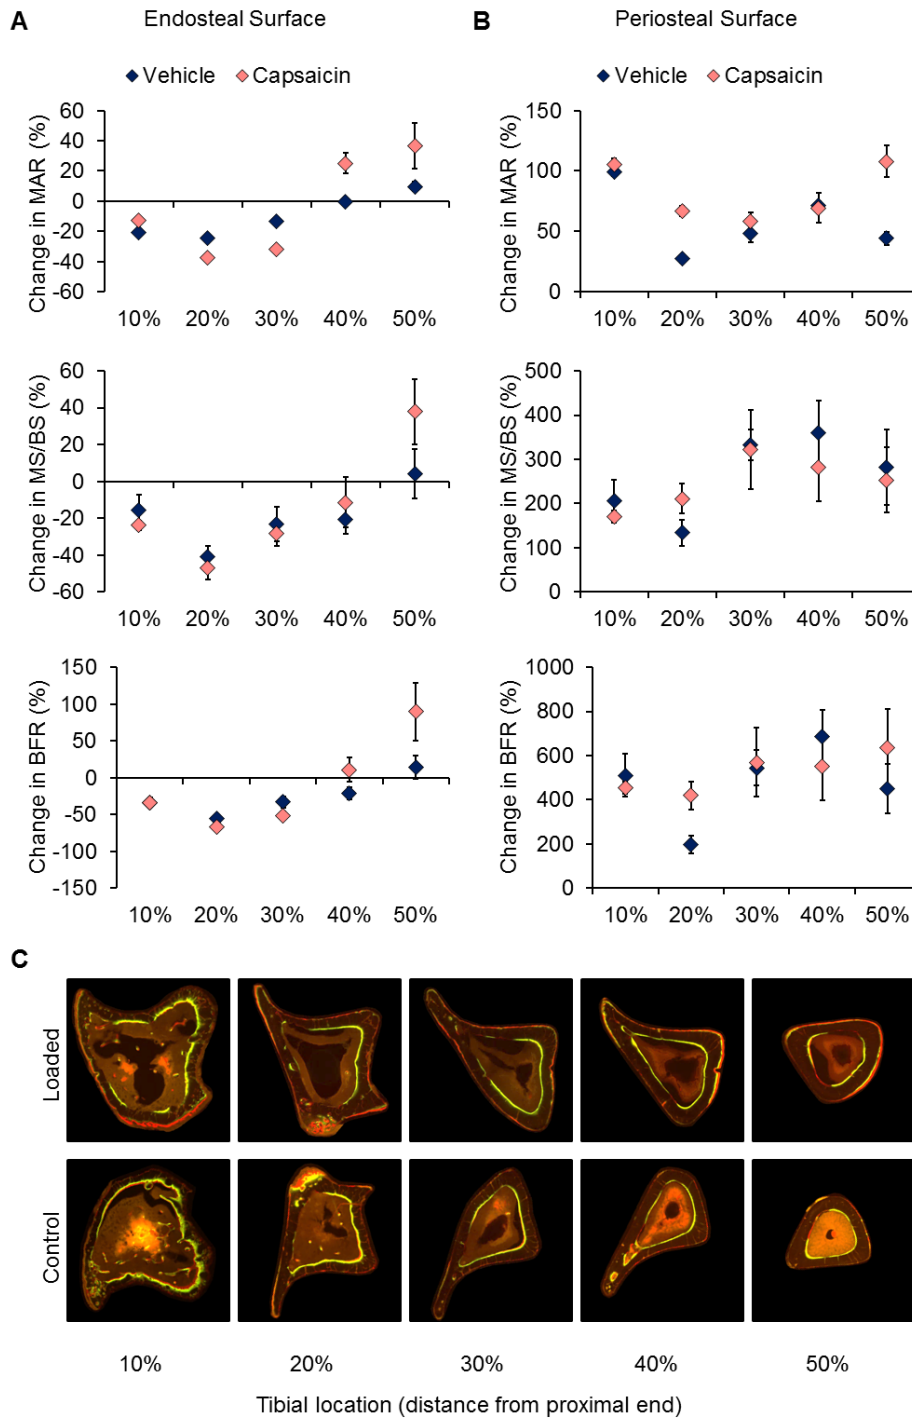 A Endosteal Surface
Vehicle Capsaicin
Change in MAR (%)
60
40
20
0
-20
-40
-60
10% 20% 30% 40% 50%
Change in MS/BS (%)
60
40
20
0
-20
-40
-60
10% 20% 30% 40% 50%
Change in BFR (%)
150
100
50
0
-50
-100
-150
10% 20% 30% 40% 50%
B Periosteal Surface
Vehicle Capsaicin
Change in MAR (%)
150
100
50
0
10% 20% 30% 40% 50%
Change in MS/BS (%)
500
400
300
200
100
0
10% 20% 30% 40% 50%
Change in BFR (%)
1000
800
600
400
200
0
10% 20% 30% 40% 50%
C
Loaded
Control
10% 20% 30% 40% 50%
Tibial location (distance from proximal end)